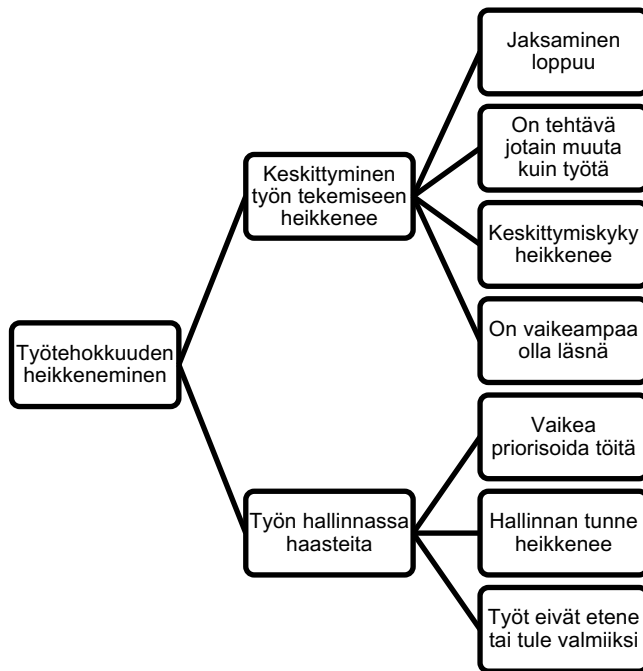 Työtehokkuuden
heikkeneminen
Keskittyminen
työn tekemiseen
heikkenee
Jaksaminen
loppuu
On tehtävä
jotain muuta
kuin työtä
Keskittymiskyky
heikkenee
On vaikeampaa
olla läsnä
Työn hallinnassa
haasteita
Vaikea
priorisoida töitä
Hallinnan tunne
heikkenee
Työt eivät etene
tai tule valmiiksi